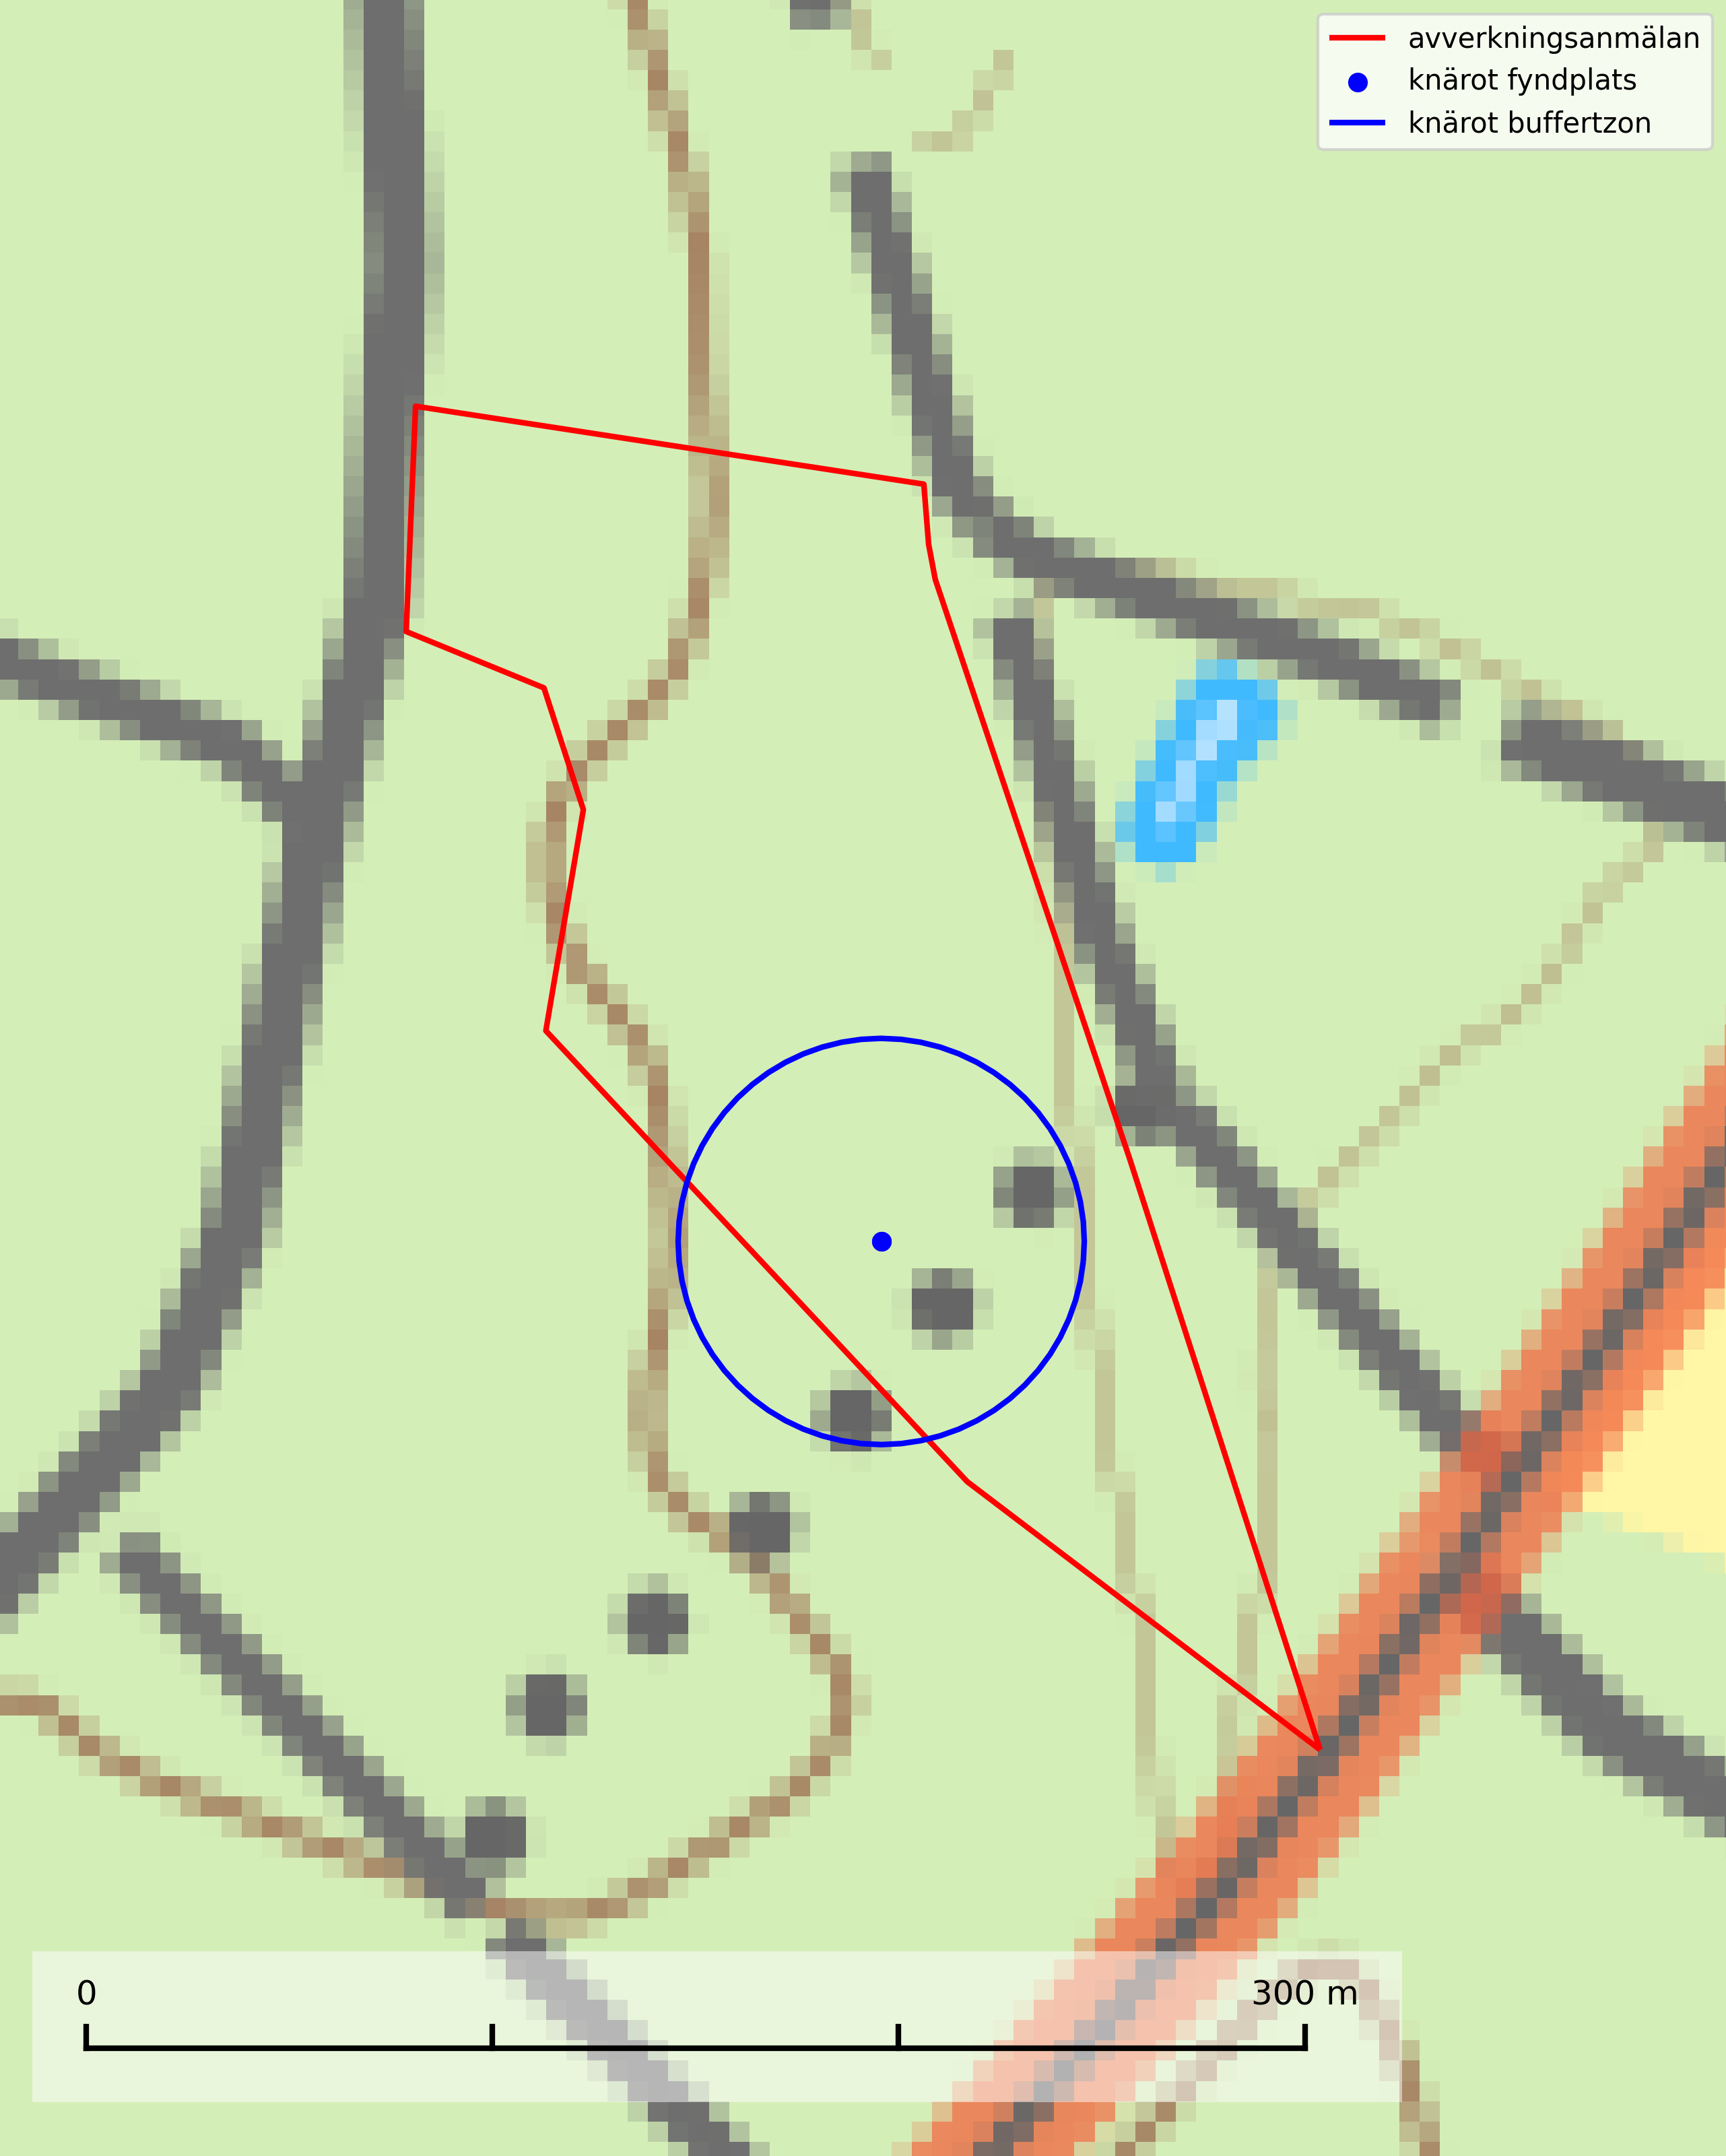 avverkningsanmälan
knärot fyndplats
knärot buffertzon
0 300 m